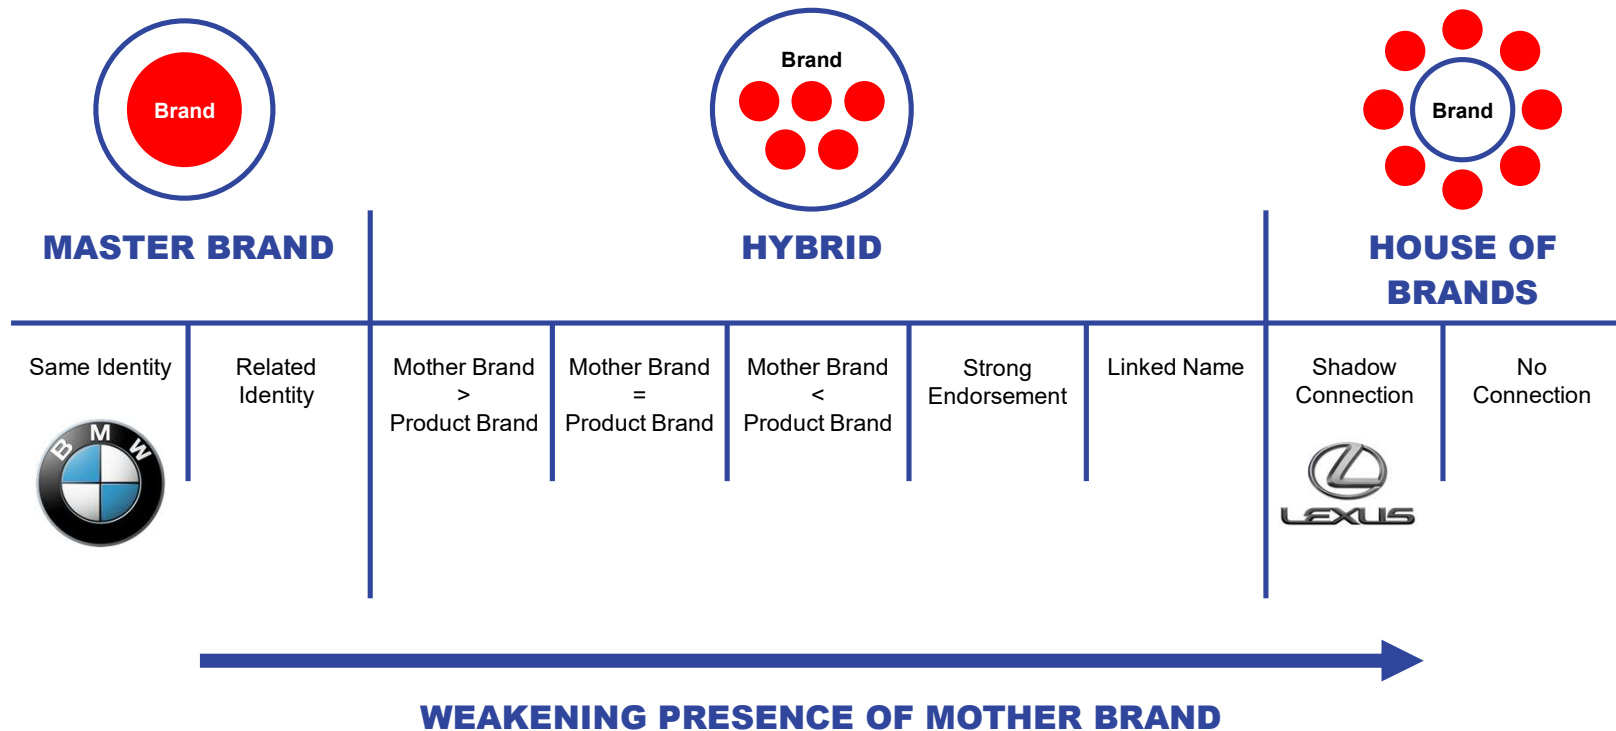 Brand
Brand
Brand
MASTER BRAND
HYBRID
HOUSE OF
BRANDS
Same Identity
Related
Identity
Mother Brand
>
Product Brand
Mother Brand
=
Product Brand
Mother Brand
<
Product Brand
Strong
Endorsement
Linked Name
Shadow
Connection
No
Connection
BMW
LEXUS
WEAKENING PRESENCE OF MOTHER BRAND